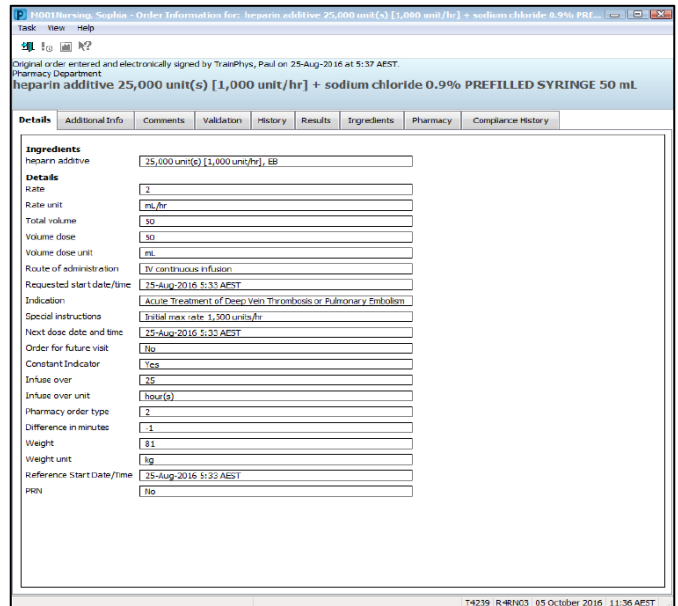 M001Nursing, Sophia - Order Information for: heparin additive 25,000 unit(s) [1,000 unit/hr] + sodium chloride 0.9% PREF...
Task View Help
Original order entered and electronically signed by TrainPhys, Paul on 25-Aug-2016 at 5:37 AEST.
Pharmacy Department
heparin additive 25,000 unit(s) [1,000 unit/hr] + sodium chloride 0.9% PREFILLED SYRINGE 50 mL
Details Additional Info Comments Validation History Results Ingredients Pharmacy Compliance History
Ingredients
heparin additive 25,000 unit(s) [1,000 unit/hr], EB
Details
Rate 2
Rate unit mL/hr
Total volume 50
Volume dose 50
Volume dose unit mL
Route of administration IV continuous infusion
Requested start date/time 25-Aug-2016 5:33 AEST
Indication Acute Treatment of Deep Vein Thrombosis or Pulmonary Embolism
Special instructions Initial max rate 1,500 units/hr
Next dose date and time 25-Aug-2016 5:33 AEST
Order for future visit No
Constant Indicator Yes
Infuse over 25
Infuse over unit hour(s)
Pharmacy order type 2
Difference in minutes -1
Weight 81
Weight unit kg
Reference Start Date/Time 25-Aug-2016 5:33 AEST
PRN No
T4239 R4RN03 05 October 2016 11:36 AEST